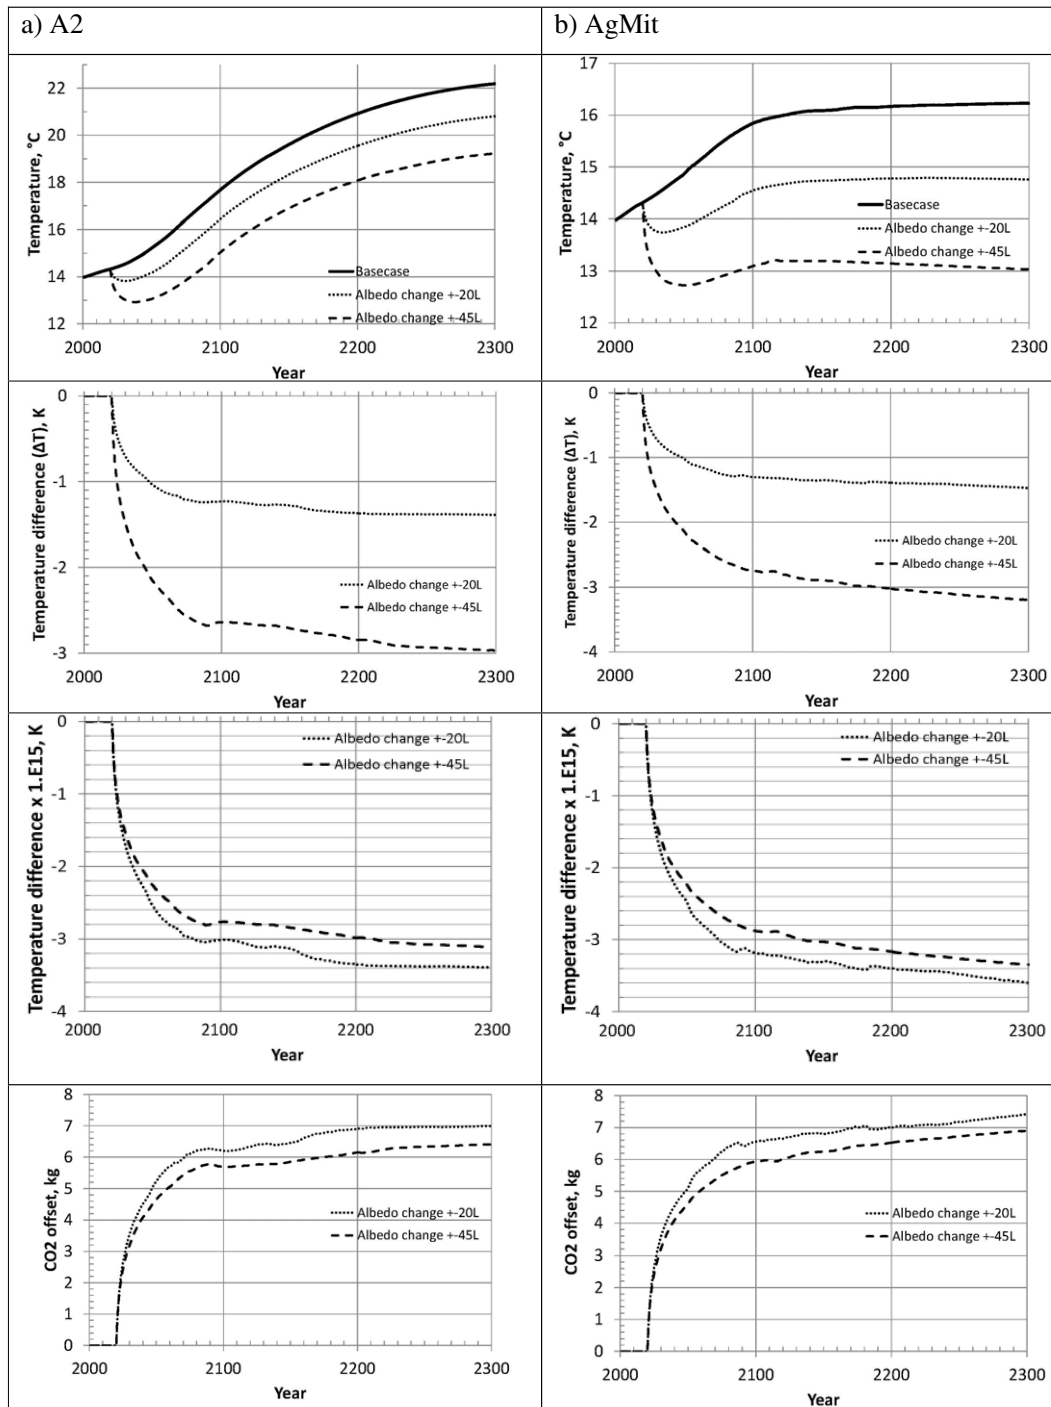 a) A2
b) AgMit
22
20
18
16
14
12
Temperature, °C
Basecase
Albedo change +-20L
Albedo change +-45L
2000 2100 2200 2300
Year
17
16
15
14
13
12
Temperature, °C
Basecase
Albedo change +-20L
Albedo change +-45L
2000 2100 2200 2300
Year
0
-1
-2
-3
Temperature difference (ΔT), K
Albedo change +-20L
Albedo change +-45L
2000 2100 2200 2300
Year
0
-1
-2
-3
-4
Temperature difference (ΔT), K
Albedo change +-20L
Albedo change +-45L
2000 2100 2200 2300
Year
0
-1
-2
-3
-4
Temperature difference x 1.E15, K
Albedo change +-20L
Albedo change +-45L
2000 2100 2200 2300
Year
0
-1
-2
-3
-4
Temperature difference x 1.E15, K
Albedo change +-20L
Albedo change +-45L
2000 2100 2200 2300
Year
8
7
6
5
4
3
2
1
0
CO2 offset, kg
Albedo change +-20L
Albedo change +-45L
2000 2100 2200 2300
Year
8
7
6
5
4
3
2
1
0
CO2 offset, kg
Albedo change +-20L
Albedo change +-45L
2000 2100 2200 2300
Year